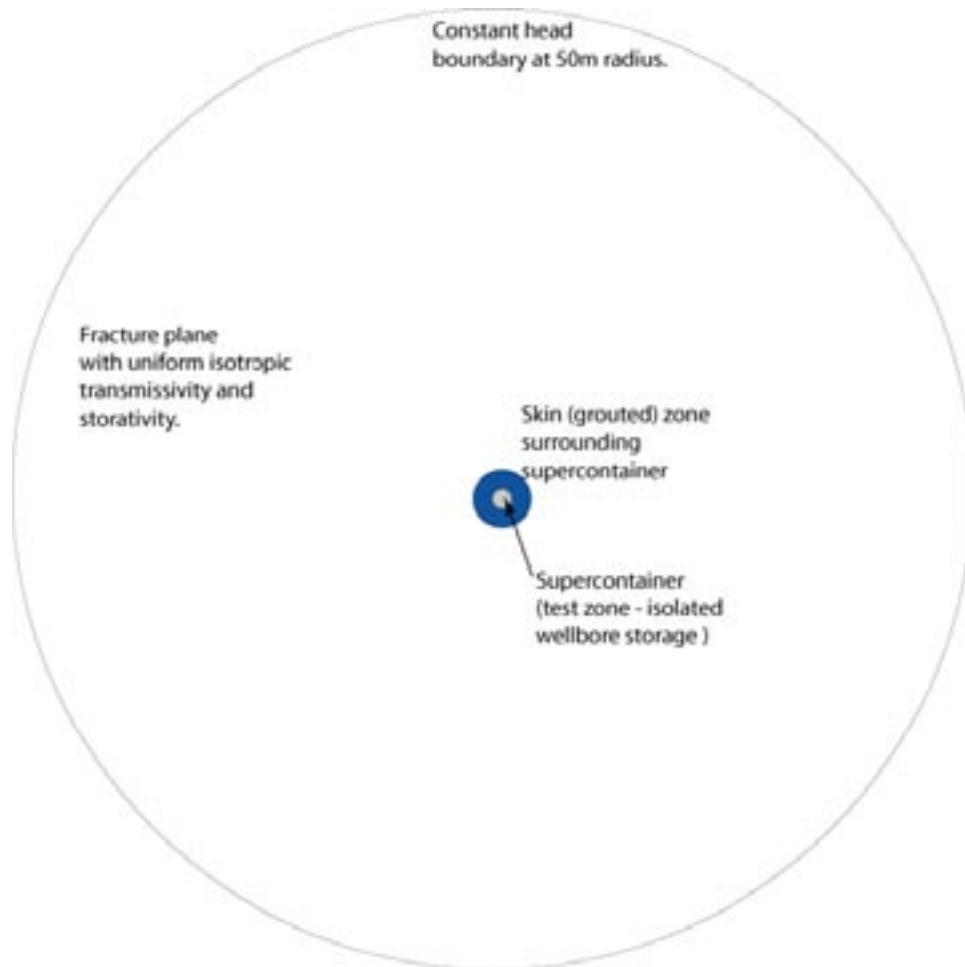 Constant head
boundary at 50m radius.
Fracture plane
with uniform isotropic
transmissivity and
storativity.
Skin (grouted) zone
surrounding
supercontainer
Supercontainer
(test zone - isolated
wellbore storage )